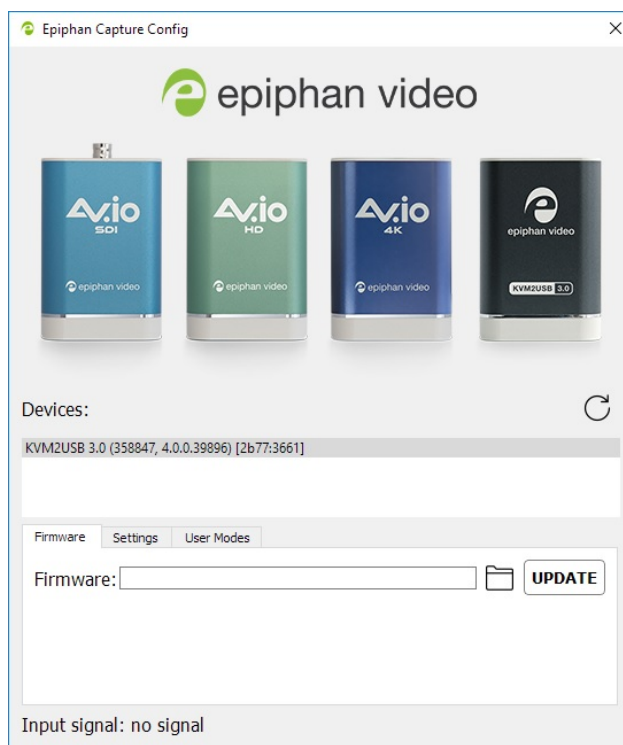 Epiphan Capture Config
epiphan video
AV.io
SDI
epiphan video
AV.io
HD
epiphan video
AV.io
4K
epiphan video
epiphan video
KVM2USB 3.0
Devices:
KVM2USB 3.0 (358847, 4.0.0.39896) [2b77:3661]
Firmware Settings User Modes
Firmware: UPDATE
Input signal: no signal